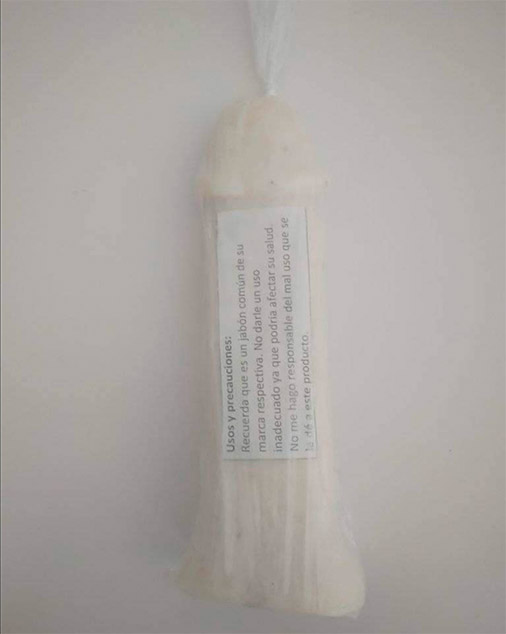 Usos y precauciones:
Recuerda que es un jabón común de su
marca respectiva. No darle un uso
inadecuado ya que podría afectar su salud.
No me hago responsable del mal uso que se
le dé a este producto.